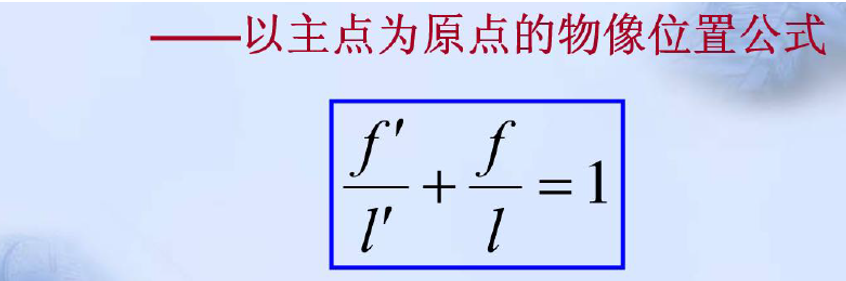 ——以主点为原点的物像位置公式
f′/l′ + f/l = 1